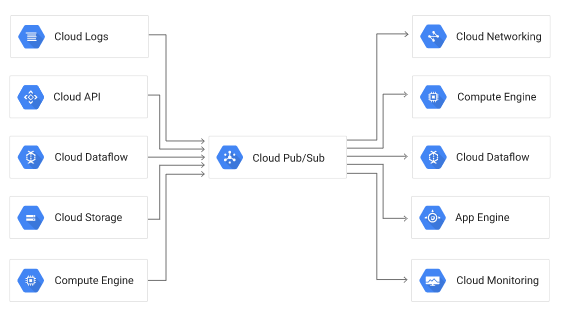 Cloud Logs
Cloud API
Cloud Dataflow
Cloud Storage
Compute Engine
Cloud Pub/Sub
Cloud Networking
Compute Engine
Cloud Dataflow
App Engine
Cloud Monitoring